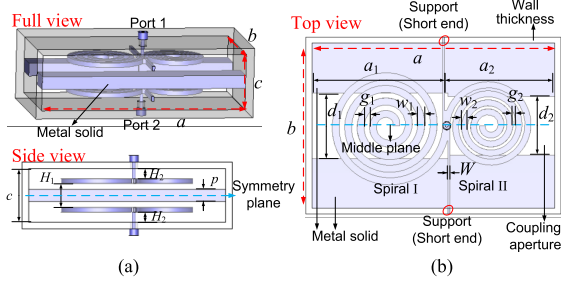 Full view
Port 1
b
c
a
Metal solid
Port 2
Side view
c
H1
H2
p
H2
Symmetry
plane
(a)
Top view
Support
(Short end)
Wall
thickness
a
a1
a2
g1
w1
w2
g2
d1
d2
b
Middle plane
W
Spiral I
Spiral II
Metal solid
Support
(Short end)
Coupling
aperture
(b)